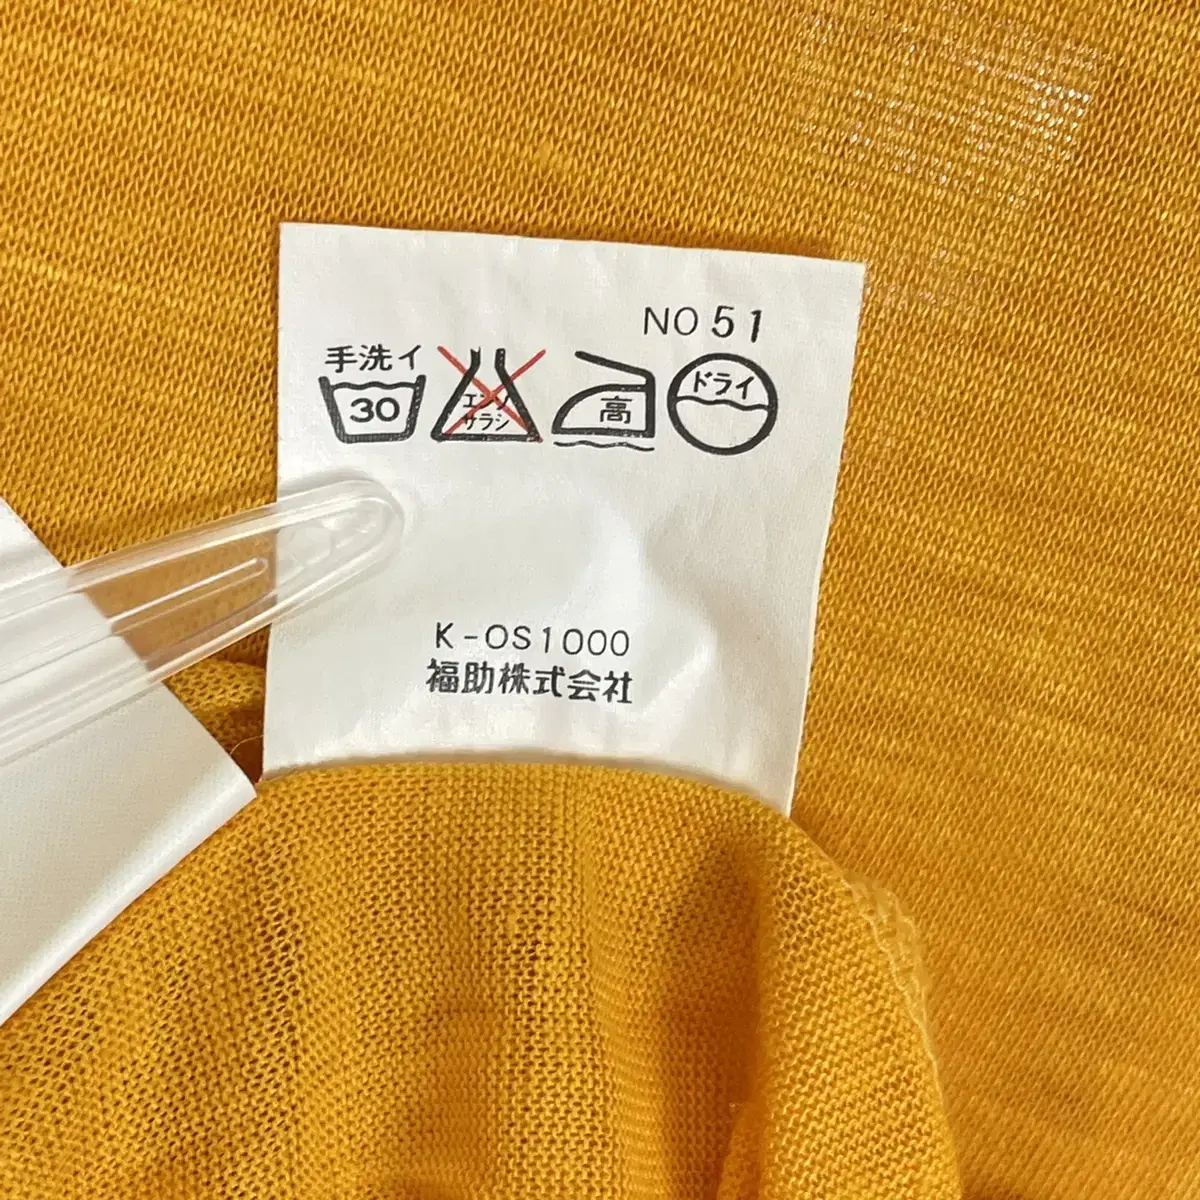 NO 51
手洗イ
30
エンソ
サラシ
高
ドライ
K-OS1000
福助株式会社